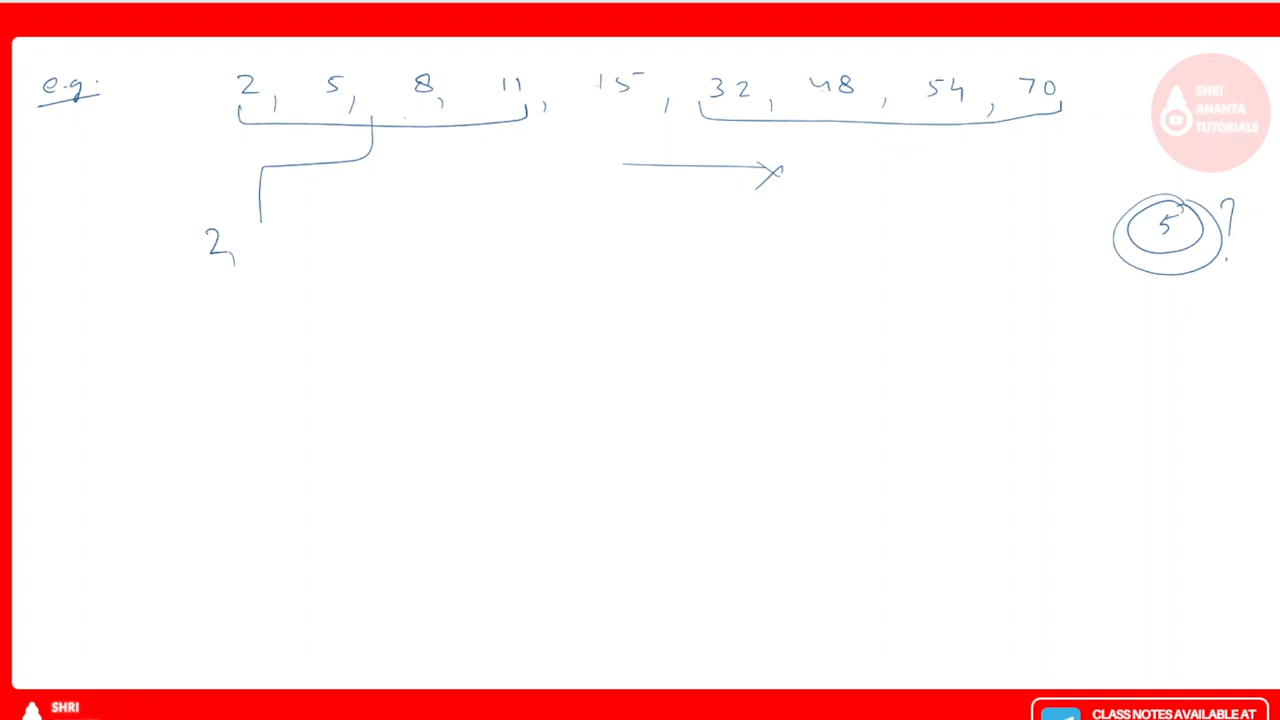 e.g. 2, 5, 8, 11, 15, 32, 48, 54, 70
SHRI
ANANTA
TUTORIALS
5 ?
2,
SHRI
CLASS NOTES AVAILABLE AT